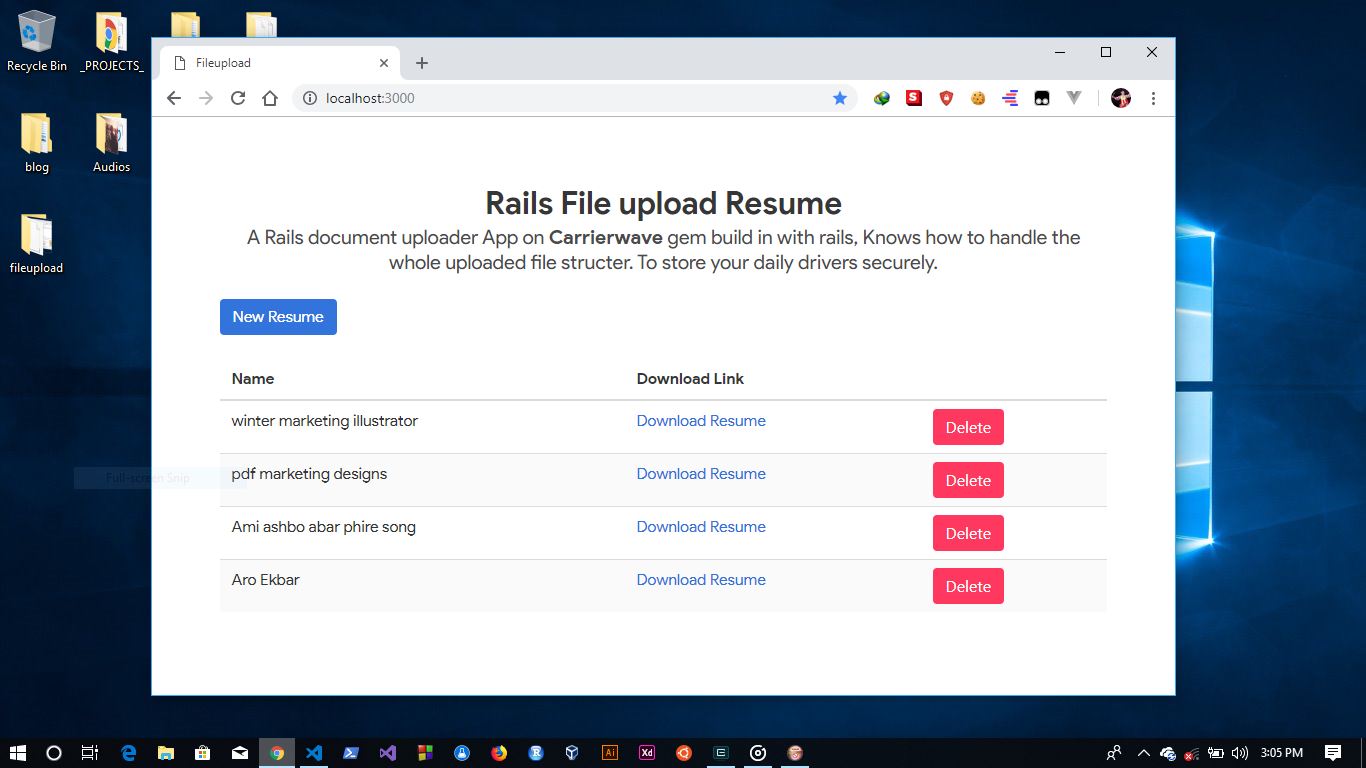 Recycle Bin
_PROJECTS_
blog
Audios
fileupload
Fileupload
localhost:3000
Rails File upload Resume
A Rails document uploader App on Carrierwave gem build in with rails, Knows how to handle the
whole uploaded file structer. To store your daily drivers securely.
New Resume
Name Download Link
winter marketing illustrator Download Resume Delete
Full-screen Snip
pdf marketing designs Download Resume Delete
Ami ashbo abar phire song Download Resume Delete
Aro Ekbar Download Resume Delete
Ai
Xd
3:05 PM